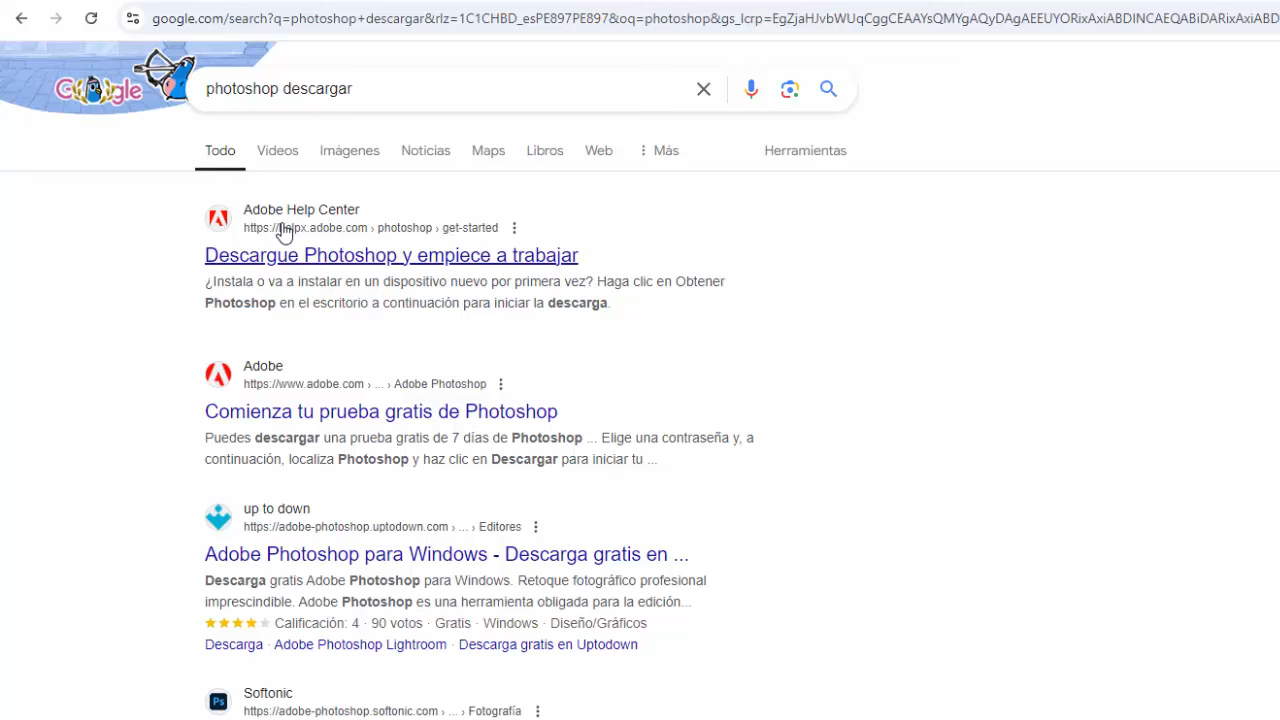 google.com/search?q=photoshop+descargar&rlz=1C1CHBD_esPE897PE897&oq=photoshop&gs_lcrp=EgZjaHJvbWUqCggCEAAYsQMYgAQyDAgAEEUYORixAxiABDINCAEQABiDARixAxiABD
Google
photoshop descargar
Todo Videos Imágenes Noticias Maps Libros Web Más Herramientas
Adobe Help Center
https://helpx.adobe.com › photoshop › get-started
Descargue Photoshop y empiece a trabajar
¿Instala o va a instalar en un dispositivo nuevo por primera vez? Haga clic en Obtener
Photoshop en el escritorio a continuación para iniciar la descarga.
Adobe
https://www.adobe.com › ... › Adobe Photoshop
Comienza tu prueba gratis de Photoshop
Puedes descargar una prueba gratis de 7 días de Photoshop ... Elige una contraseña y, a
continuación, localiza Photoshop y haz clic en Descargar para iniciar tu ...
up to down
https://adobe-photoshop.uptodown.com › ... › Editores
Adobe Photoshop para Windows - Descarga gratis en ...
Descarga gratis Adobe Photoshop para Windows. Retoque fotográfico profesional
imprescindible. Adobe Photoshop es una herramienta obligada para la edición...
Calificación: 4 · 90 votos · Gratis · Windows · Diseño/Gráficos
Descarga · Adobe Photoshop Lightroom · Descarga gratis en Uptodown
Ps
Softonic
https://adobe-photoshop.softonic.com › ... › Fotografía